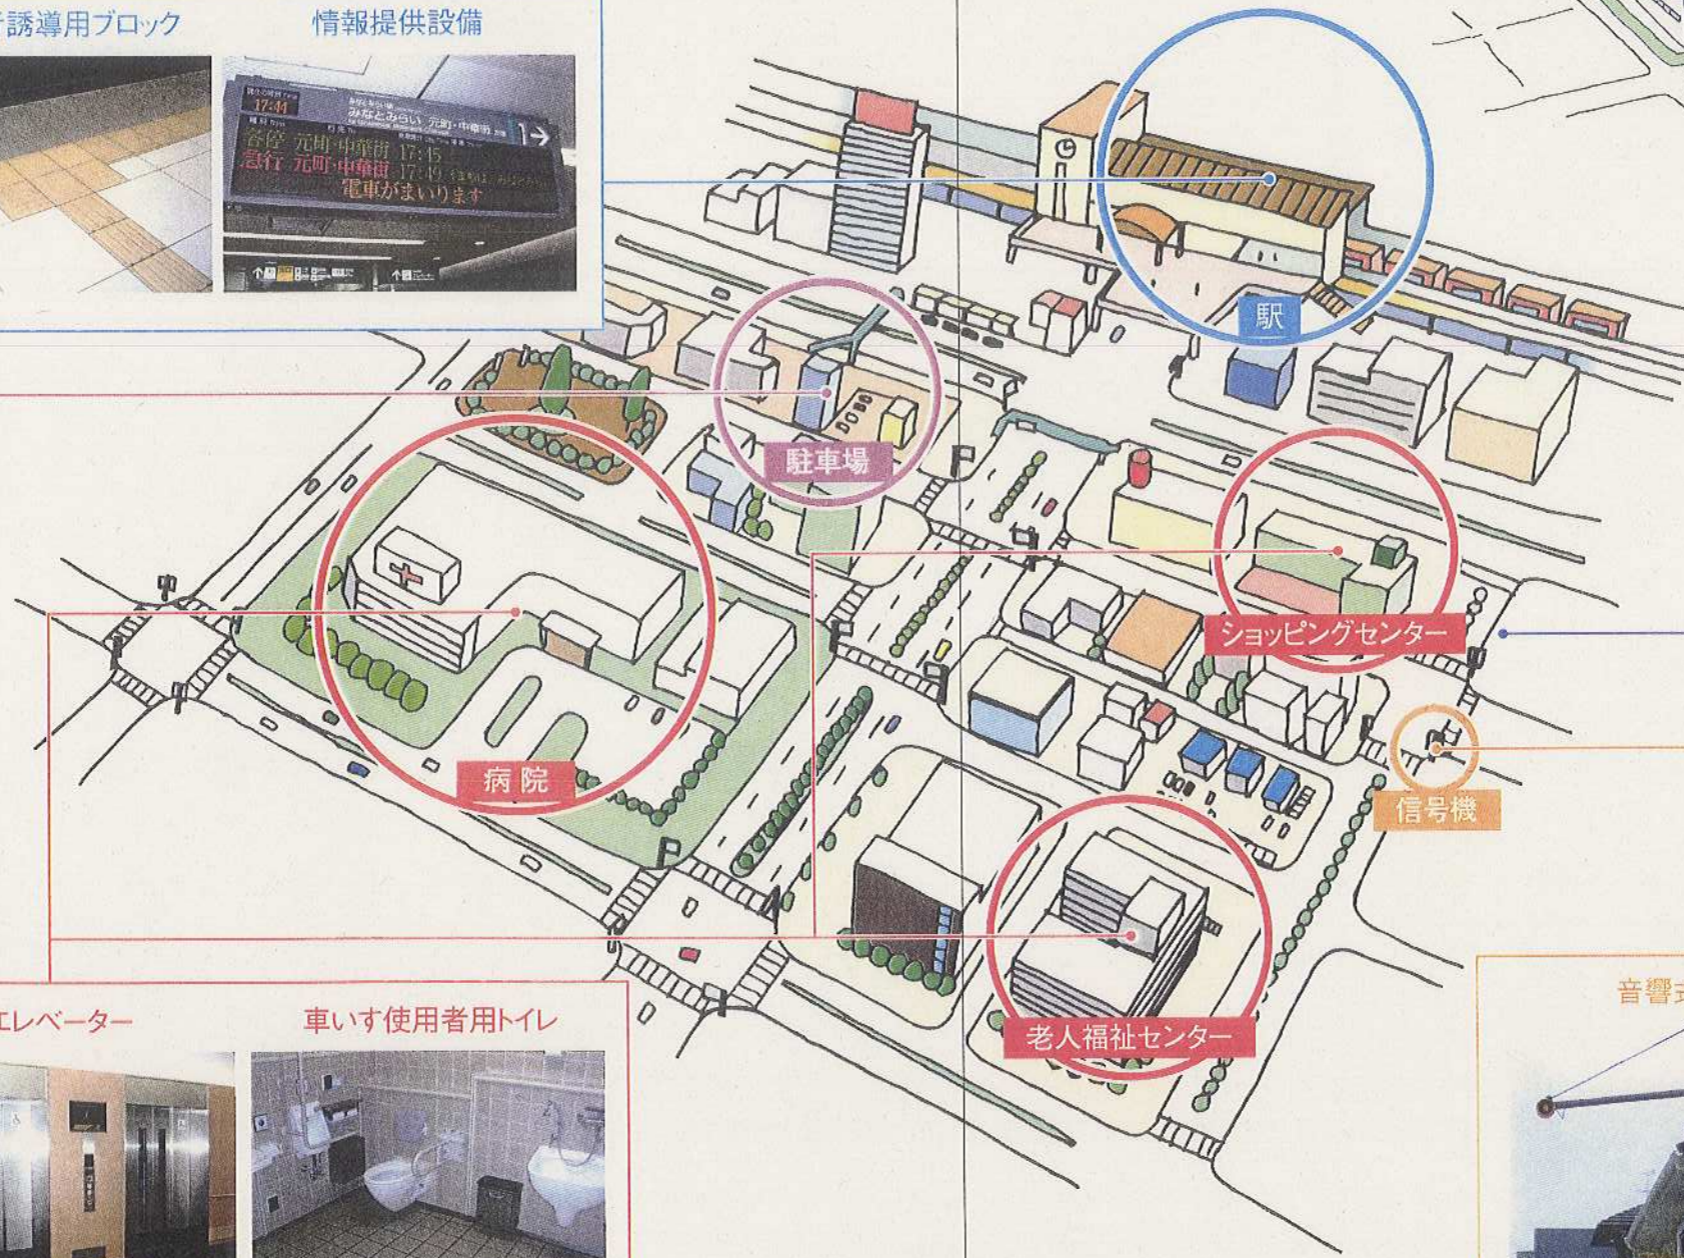 誘導用ブロック
情報提供設備
17:44
みなとみらい 元町・中華街
1→
各停 元町・中華街 17:45
急行 元町・中華街 17:49
電車がまいります
駅
駐車場
ショッピングセンター
病院
信号機
老人福祉センター
エレベーター
車いす使用者用トイレ
音響